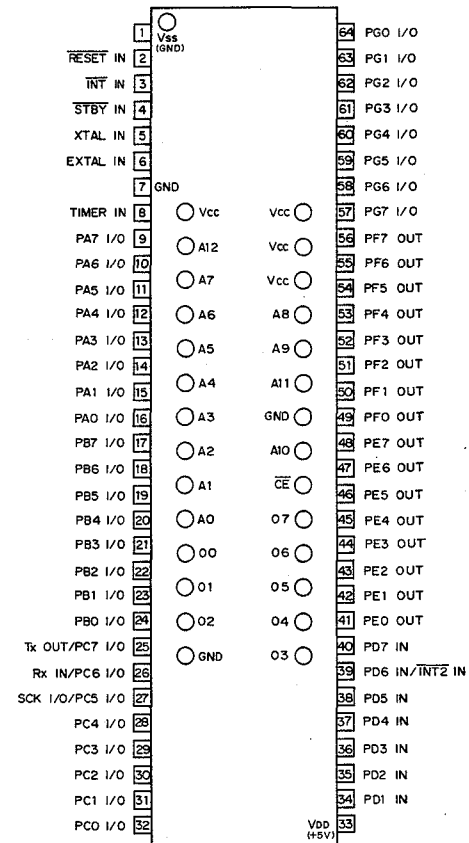 1 Vss 64 PG0 I/O
(GND)
RESET IN 2 63 PG1 I/O
INT IN 3 62 PG2 I/O
STBY IN 4 61 PG3 I/O
XTAL IN 5 60 PG4 I/O
EXTAL IN 6 59 PG5 I/O
7 GND 58 PG6 I/O
TIMER IN 8 Vcc Vcc 57 PG7 I/O
PA7 I/O 9 A12 Vcc 56 PF7 OUT
PA6 I/O 10 55 PF6 OUT
PA5 I/O 11 A7 Vcc 54 PF5 OUT
PA4 I/O 12 A6 A8 53 PF4 OUT
PA3 I/O 13 A5 A9 52 PF3 OUT
PA2 I/O 14 51 PF2 OUT
PA1 I/O 15 A4 A11 50 PF1 OUT
PA0 I/O 16 A3 GND 49 PF0 OUT
PB7 I/O 17 A2 A10 48 PE7 OUT
PB6 I/O 18 47 PE6 OUT
PB5 I/O 19 A1 CE 46 PE5 OUT
PB4 I/O 20 A0 O7 45 PE4 OUT
PB3 I/O 21 O0 O6 44 PE3 OUT
PB2 I/O 22 43 PE2 OUT
PB1 I/O 23 O1 O5 42 PE1 OUT
PB0 I/O 24 O2 O4 41 PE0 OUT
Tx OUT/PC7 I/O 25 GND O3 40 PD7 IN
Rx IN/PC6 I/O 26 39 PD6 IN/INT2 IN
SCK I/O/PC5 I/O 27 38 PD5 IN
PC4 I/O 28 37 PD4 IN
PC3 I/O 29 36 PD3 IN
PC2 I/O 30 35 PD2 IN
PC1 I/O 31 34 PD1 IN
PC0 I/O 32 VDD 33
(+5V)